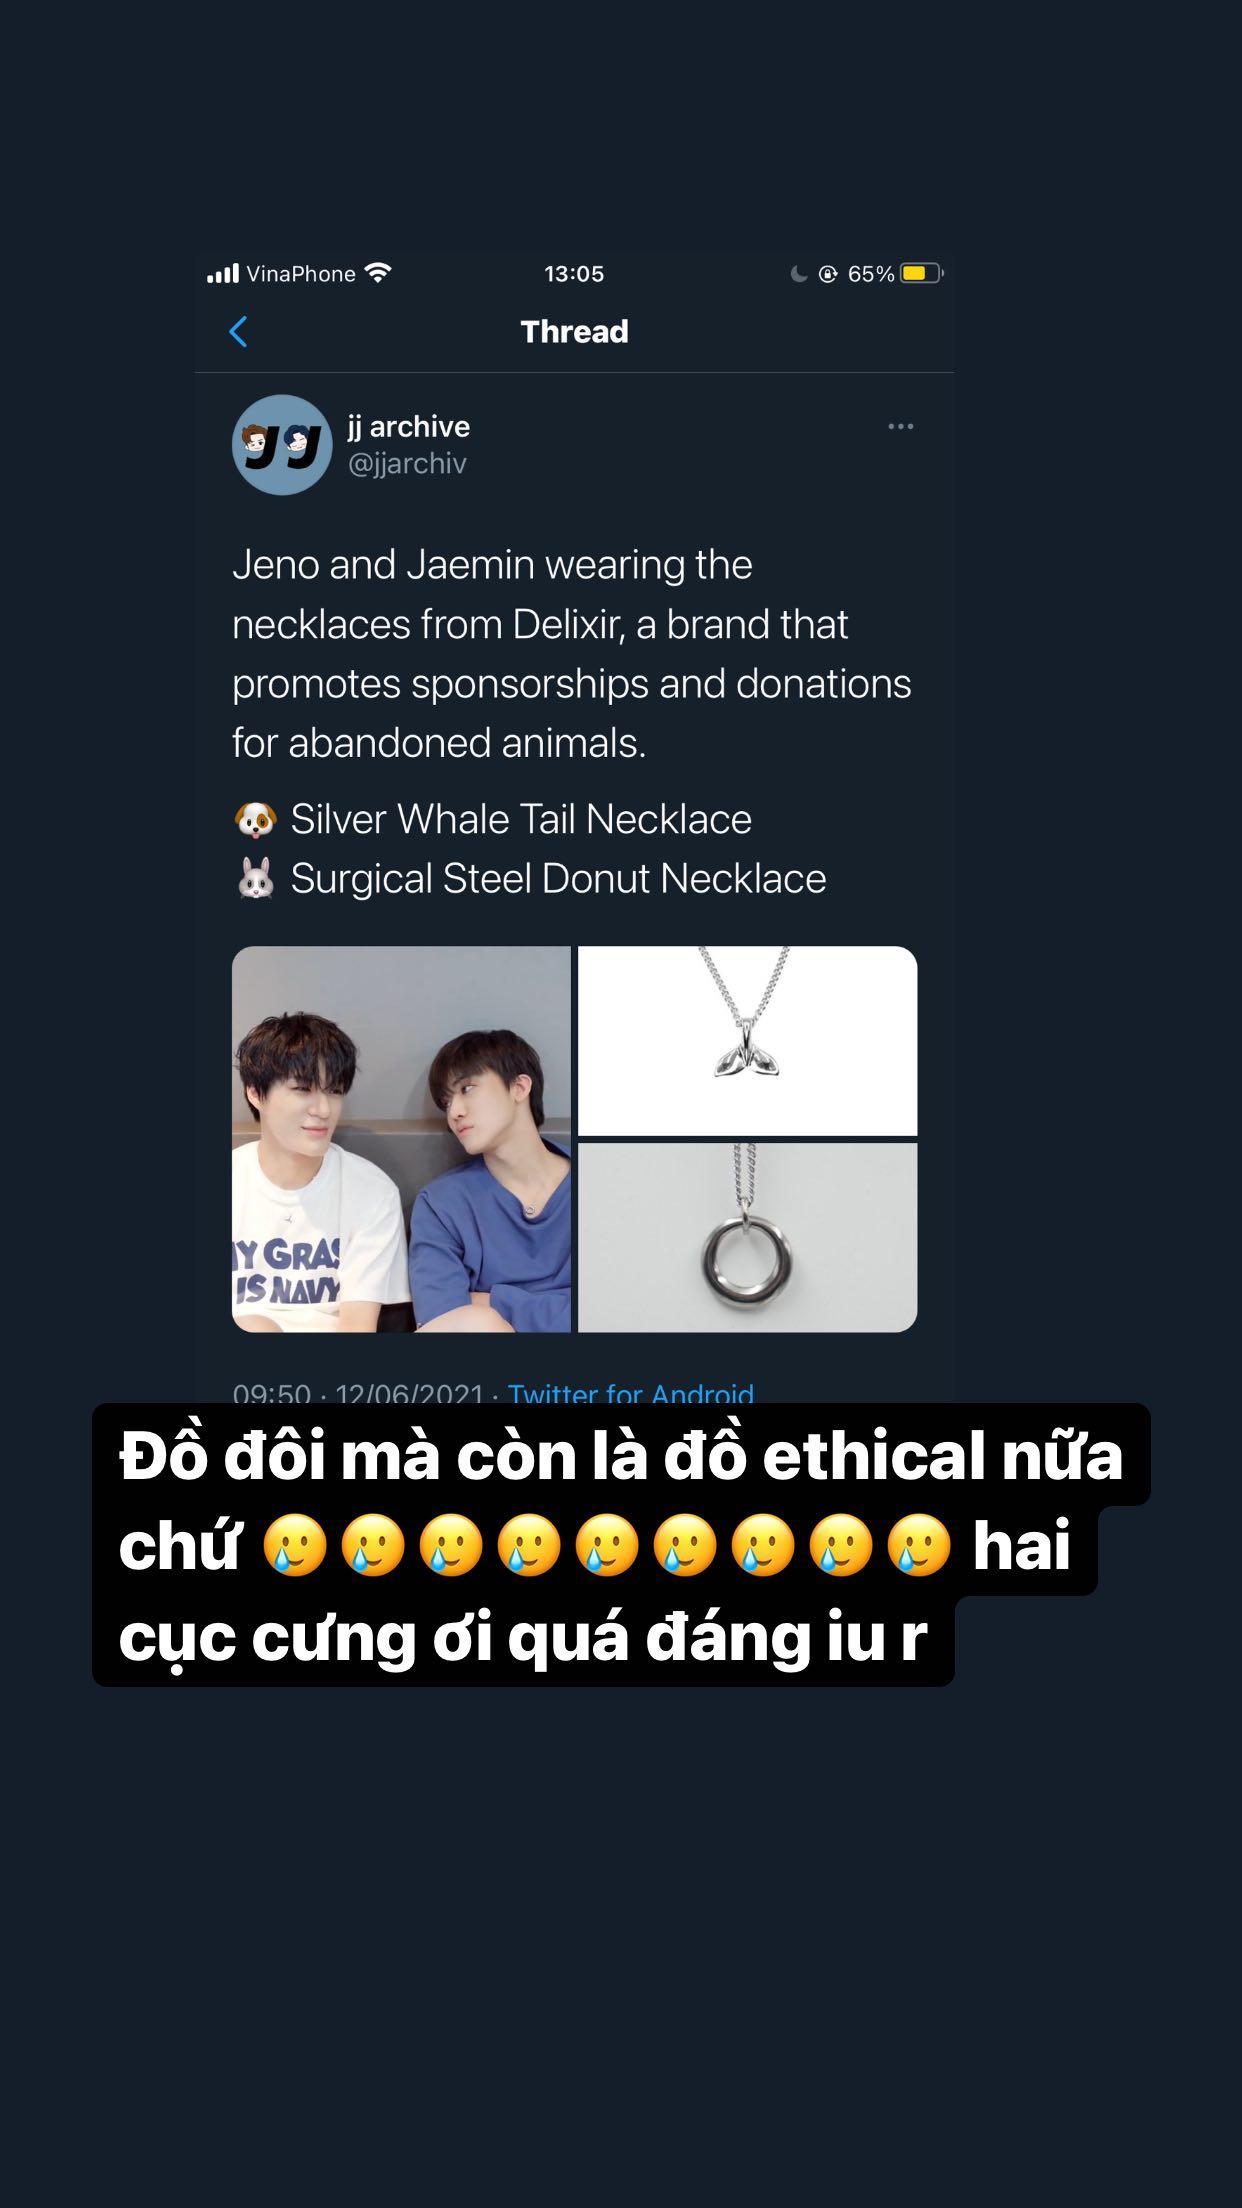 VinaPhone
13:05
65%
Thread
jj archive
@jjarchiv
JJ
Jeno and Jaemin wearing the
necklaces from Delixir, a brand that
promotes sponsorships and donations
for abandoned animals.
🐶 Silver Whale Tail Necklace
🐰 Surgical Steel Donut Necklace
MY GRAS
IS NAVY
09:50 · 12/06/2021 · Twitter for Android
Đồ đôi mà còn là đồ ethical nữa
chứ 🥲🥲🥲🥲🥲🥲🥲🥲🥲 hai
cục cưng ơi quá đáng iu r